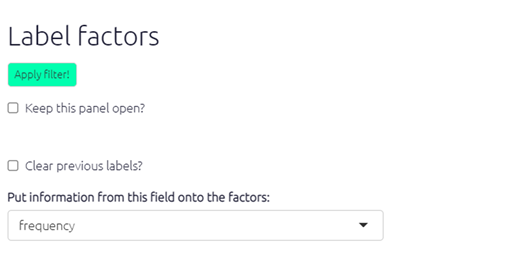 Label factors
Apply filter!
Keep this panel open?
Clear previous labels?
Put information from this field onto the factors:
frequency